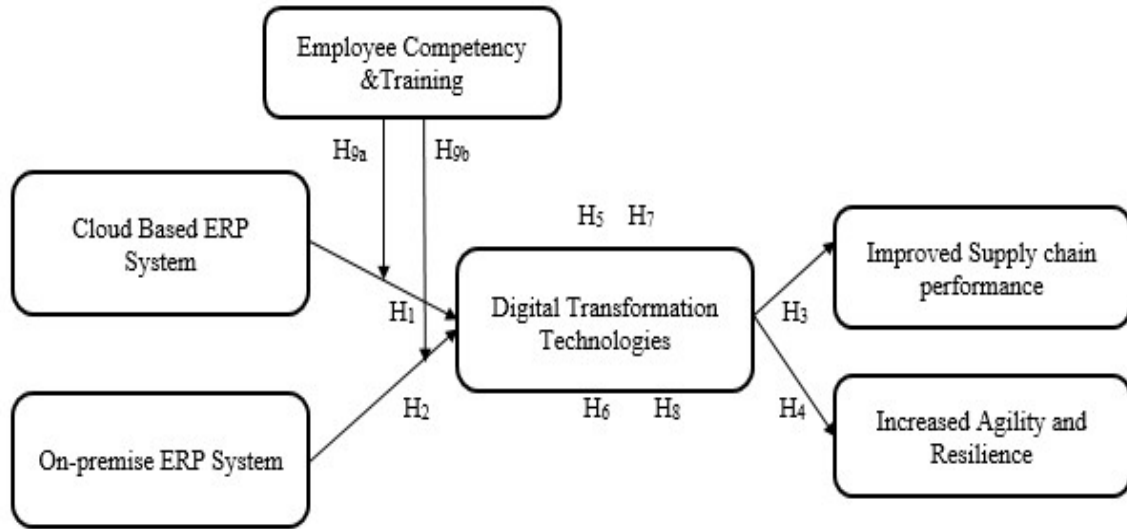 Employee Competency
&Training
H9a
H9b
Cloud Based ERP
System
H5 H7
Improved Supply chain
performance
H1
Digital Transformation
Technologies
H3
H2
H6 H8
H4
On-premise ERP System
Increased Agility and
Resilience